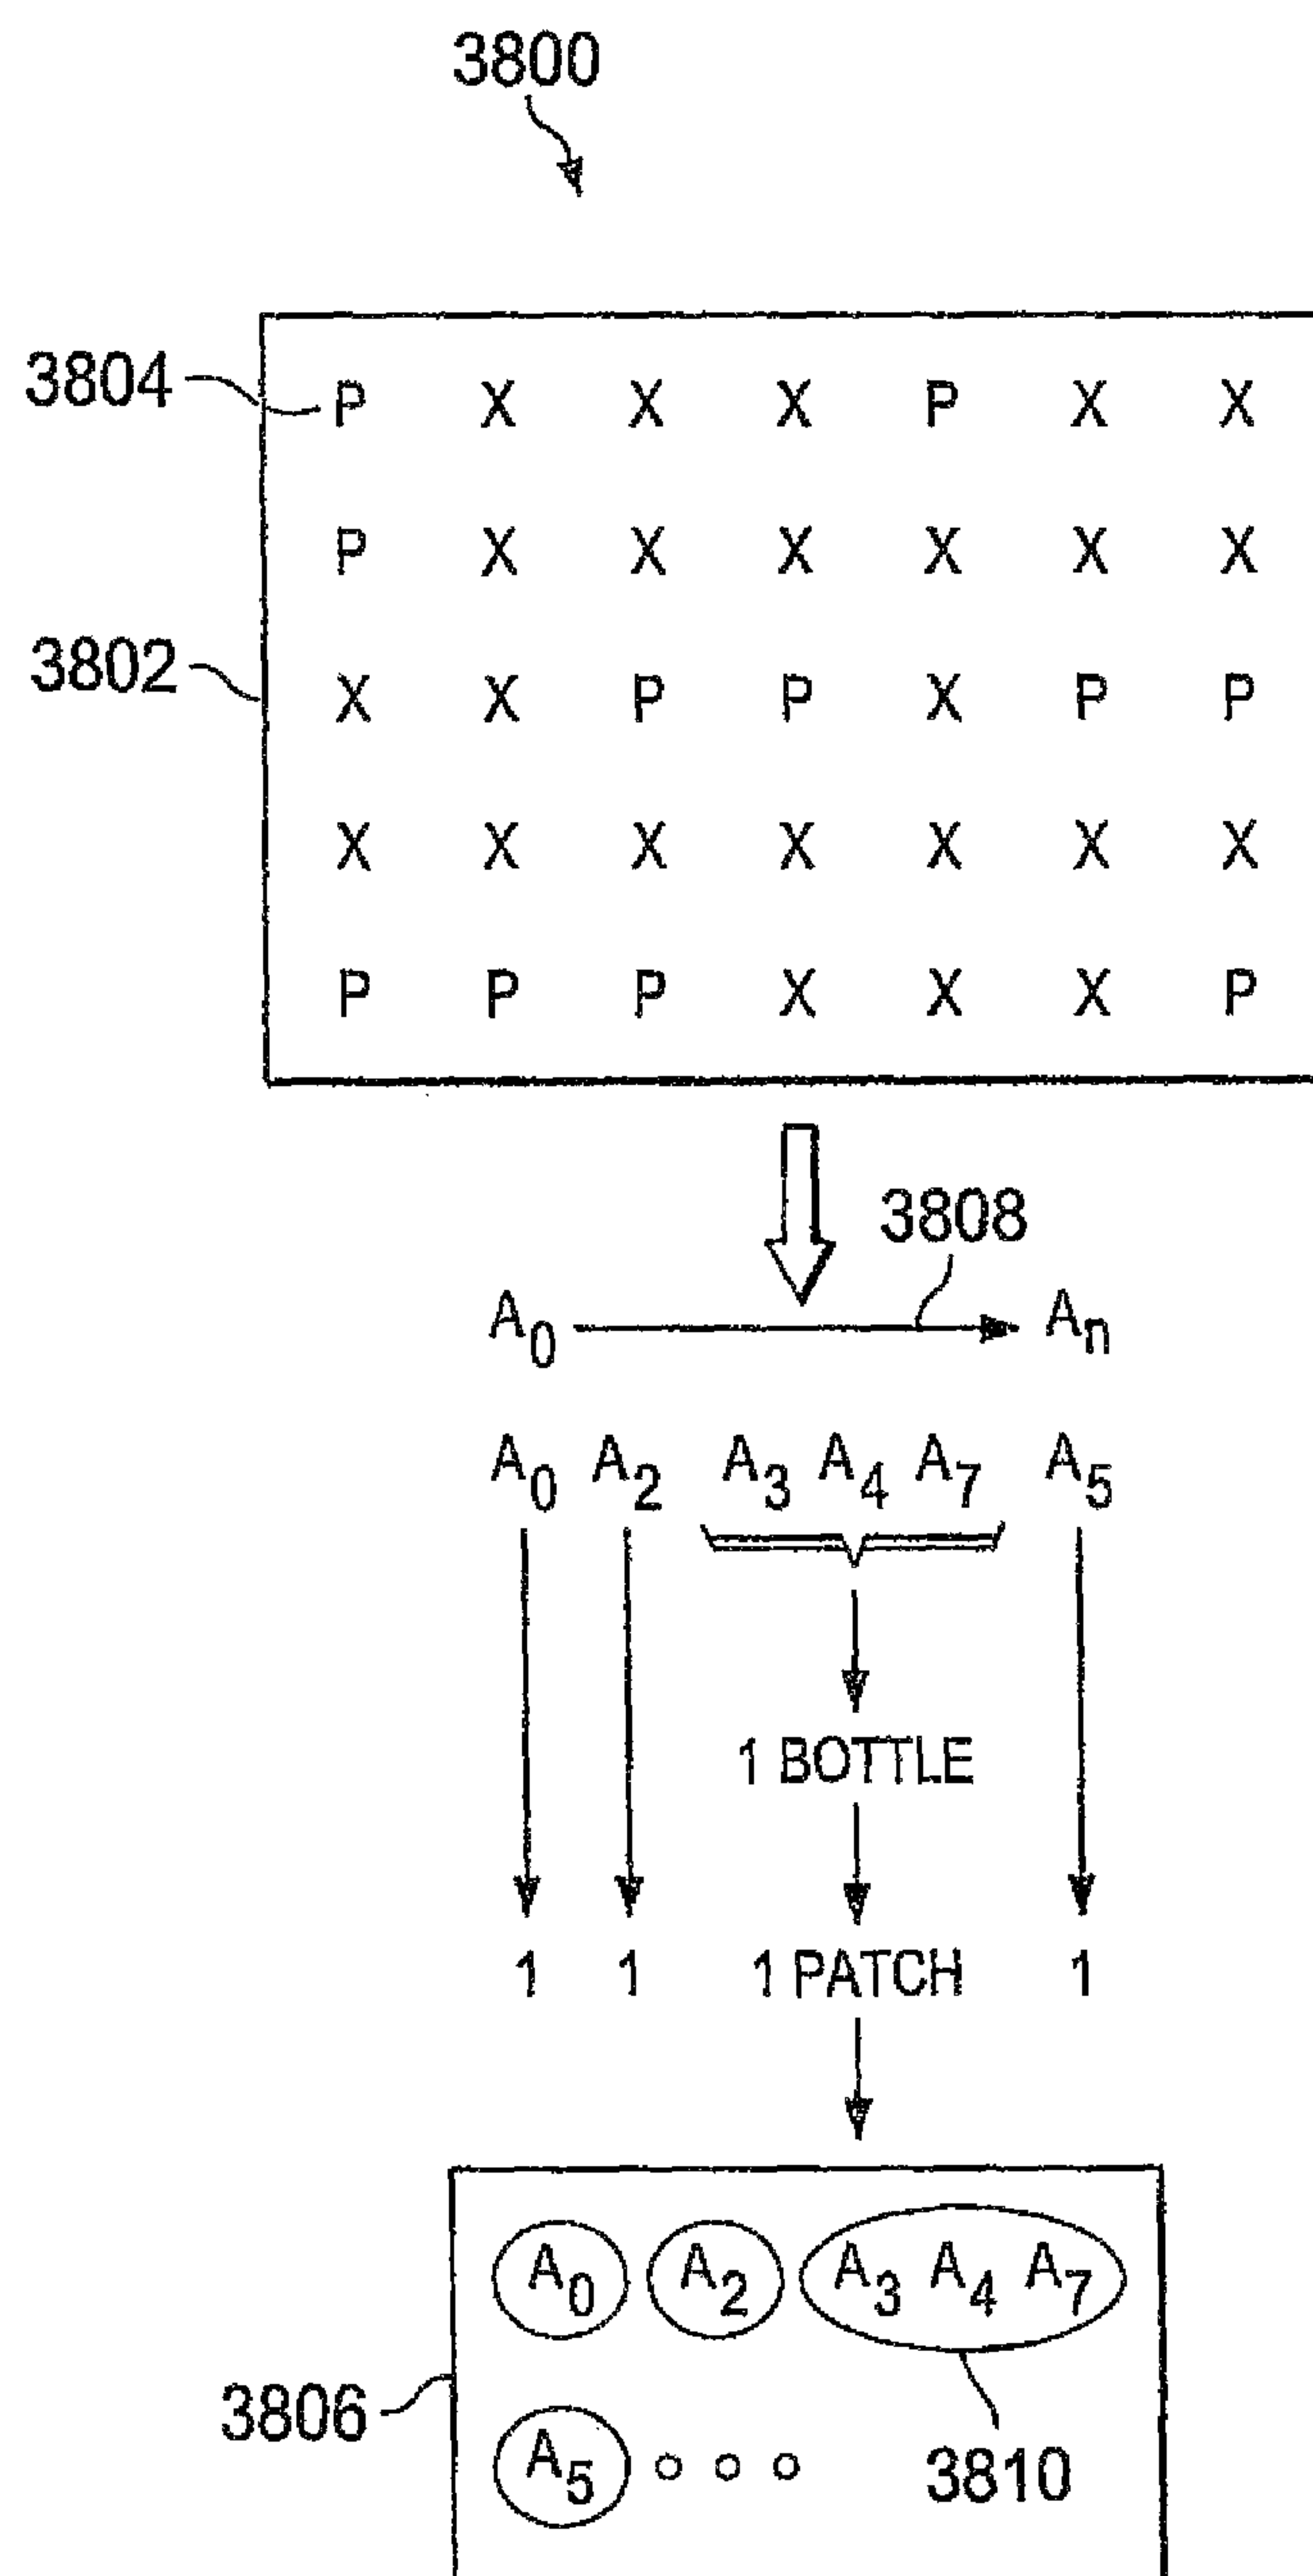 3800
3804 P X X X P X X
P X X X X X X
3802 X X P P X P P
X X X X X X X
P P P X X X P
3808
A0 An
A0 A2 A3 A4 A7 A5
1 BOTTLE
1 1 1 PATCH 1
A0 A2 A3 A4 A7
3806
A5 o o o 3810